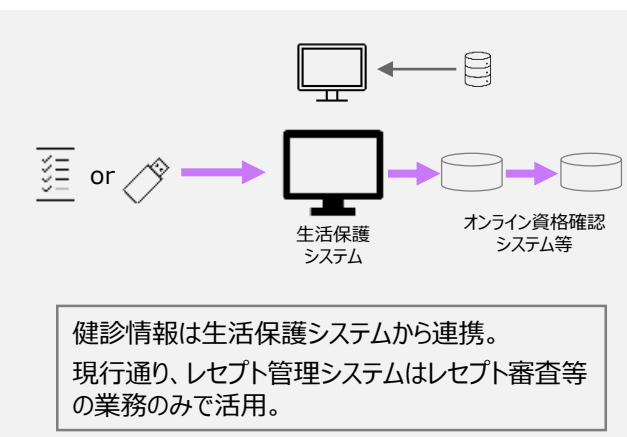 or
生活保護
システム
オンライン資格確認
システム等
健診情報は生活保護システムから連携。
現行通り、レセプト管理システムはレセプト審査等
の業務のみで活用。